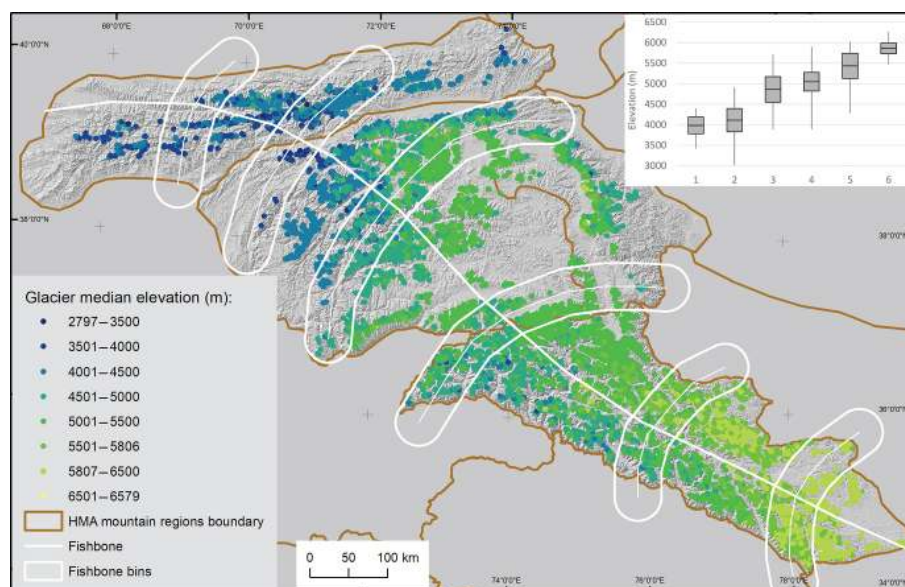 68°0'0"E
70°0'0"E
72°0'0"E
40°0'0"N
38°0'0"N
38°0'0"N
36°0'0"N
34°0'0"N
74°0'0"E
76°0'0"E
78°0'0"E
Elevation (m)
6500
6000
5500
5000
4500
4000
3500
3000
1 2 3 4 5 6
Glacier median elevation (m):
2797–3500
3501–4000
4001–4500
4501–5000
5001–5500
5501–5806
5807–6500
6501–6579
HMA mountain regions boundary
Fishbone
Fishbone bins
0 50 100 km